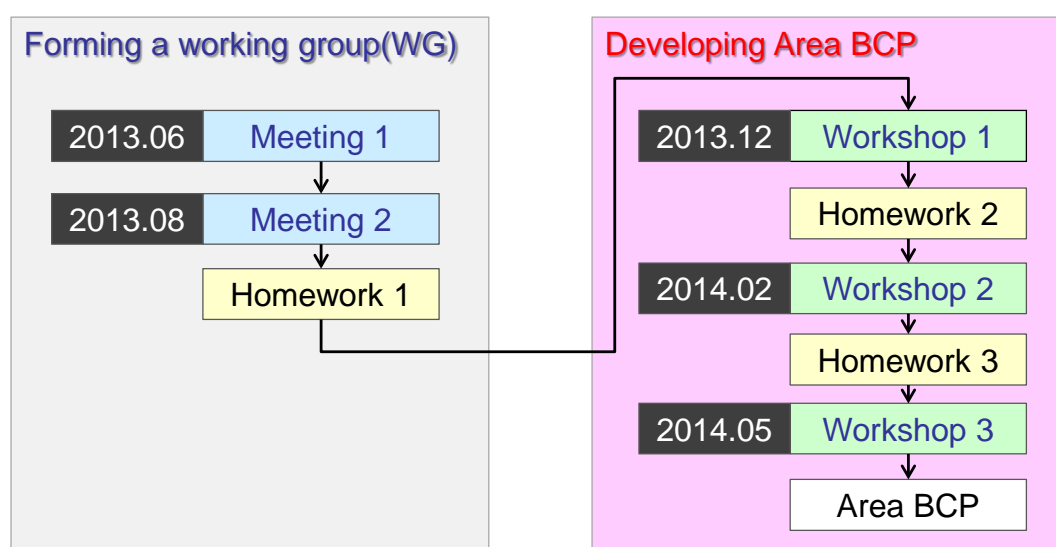 Forming a working group(WG)
2013.06 Meeting 1
2013.08 Meeting 2
Homework 1
Developing Area BCP
2013.12 Workshop 1
Homework 2
2014.02 Workshop 2
Homework 3
2014.05 Workshop 3
Area BCP